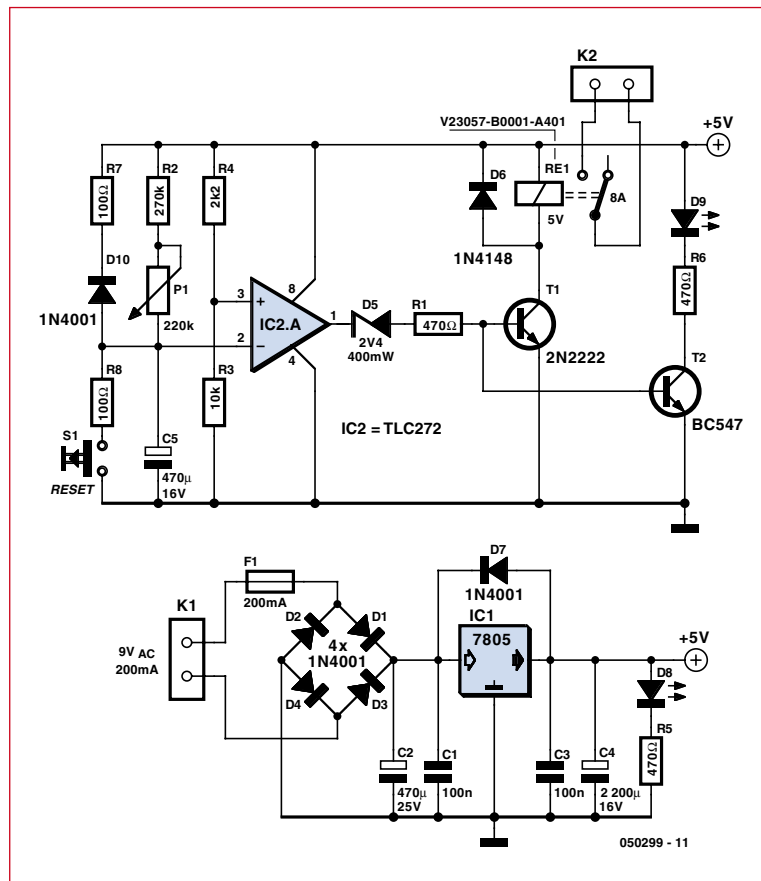 K2
V23057-B0001-A401
+5V
R7
R2
R4
D6
RE1
D9
100Ω
270k
2k2
8A
5V
D10
P1
1N4148
R6
1N4001
220k
470Ω
3
+
8
IC2.A
1
D5
R1
T1
2
–
4
2V4
400mW
470Ω
2N2222
R8
R3
T2
100Ω
10k
S1
C5
IC2 = TLC272
BC547
RESET
470µ
16V
F1
D7
200mA
1N4001
K1
IC1
D2
D1
7805
+5V
9V AC
200mA
4x
1N4001
D8
D4
D3
R5
C2
C1
C3
C4
470Ω
470µ
25V
100n
100n
2 200µ
16V
050299 - 11